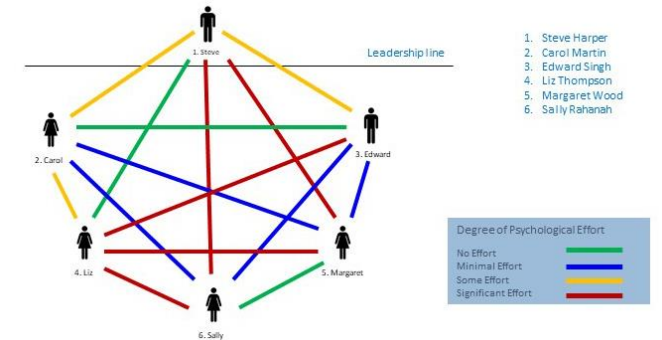 1. Steve
Leadership line
1. Steve Harper
2. Carol Martin
3. Edward Singh
4. Liz Thompson
5. Margaret Wood
6. Sally Rahanah
2. Carol
3. Edward
4. Liz
5. Margaret
6. Sally
Degree of Psychological Effort
No Effort
Minimal Effort
Some Effort
Significant Effort